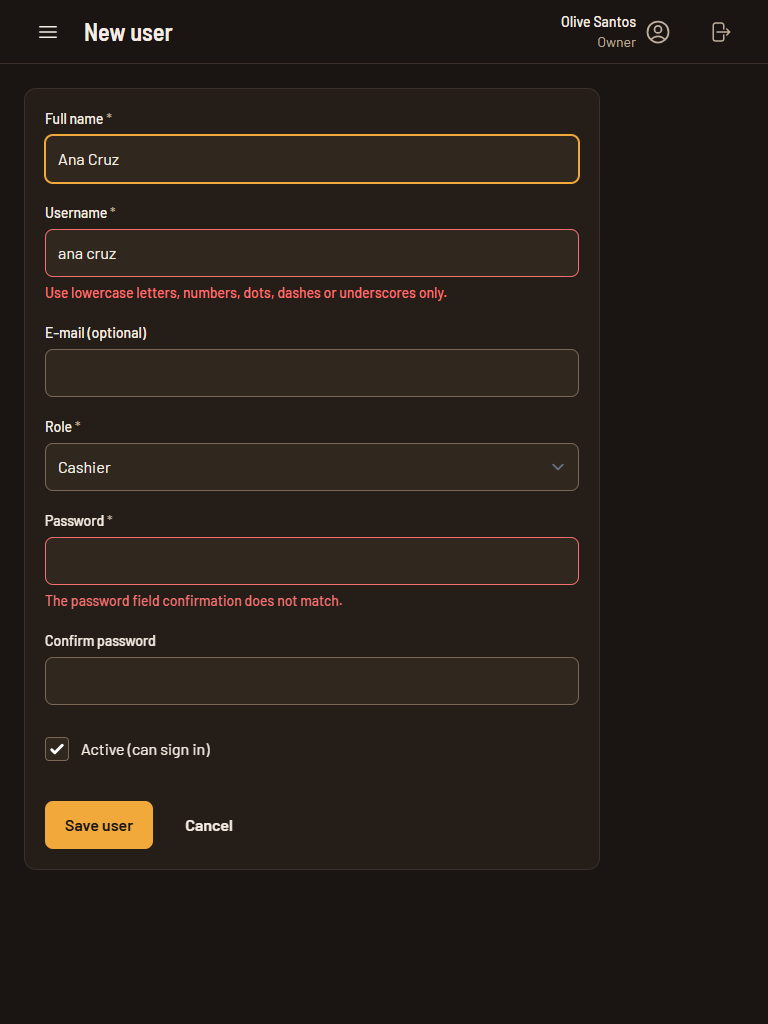 New user
Olive Santos
Owner
Full name *
Ana Cruz
Username *
ana cruz
Use lowercase letters, numbers, dots, dashes or underscores only.
E-mail (optional)
Role *
Cashier
Password *
The password field confirmation does not match.
Confirm password
Active (can sign in)
Save user
Cancel